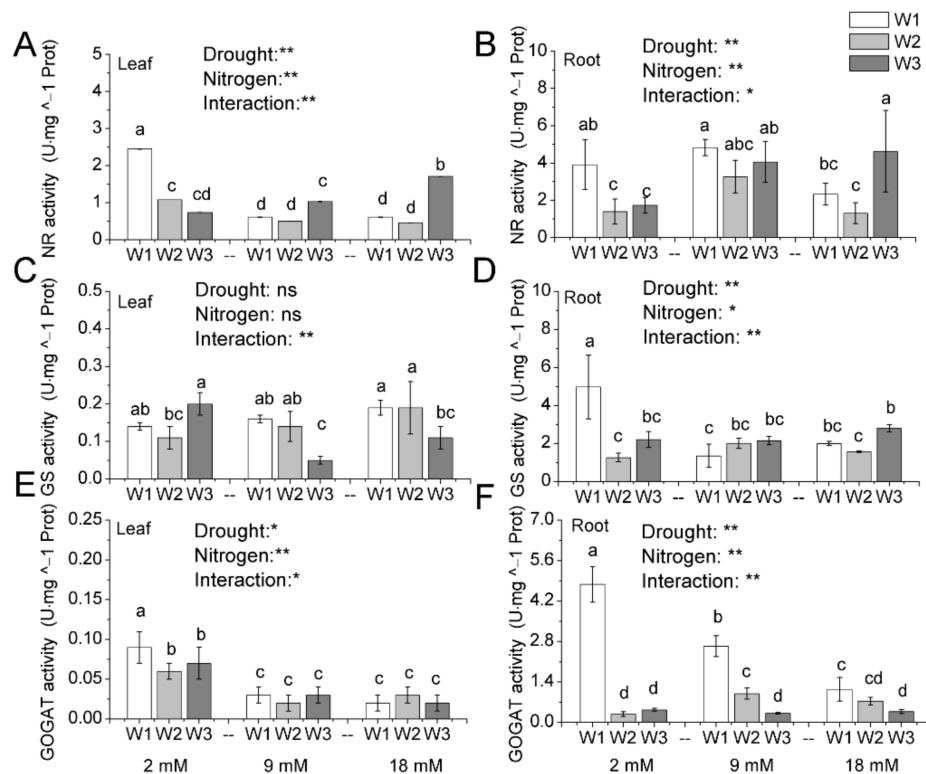 A
Leaf
Drought:**
Nitrogen:**
Interaction:**
NR activity (U·mg ^–1 Prot)
5
4
3
2
1
0
a
c
cd
d
d
c
d
d
b
W1 W2 W3 -- W1 W2 W3 -- W1 W2 W3
B
Root
Drought: **
Nitrogen: **
Interaction: *
W1
W2
W3
NR activity (U·mg ^–1 Prot)
10
8
6
4
2
0
ab
c
c
a
abc
ab
bc
c
a
W1 W2 W3 -- W1 W2 W3 -- W1 W2 W3
C
Leaf
Drought: ns
Nitrogen: ns
Interaction: **
GS activity (U·mg ^–1 Prot)
0.5
0.4
0.3
0.2
0.1
0.0
ab
bc
a
ab
ab
c
a
a
bc
W1 W2 W3 -- W1 W2 W3 -- W1 W2 W3
D
Root
Drought: **
Nitrogen: *
Interaction: **
GS activity (U·mg ^–1 Prot)
10
8
6
4
2
0
a
c
bc
c
bc
bc
bc
c
b
W1 W2 W3 -- W1 W2 W3 -- W1 W2 W3
E
Leaf
Drought:*
Nitrogen:**
Interaction:*
GOGAT activity (U·mg ^–1 Prot)
0.25
0.20
0.15
0.10
0.05
0.00
a
b
b
c
c
c
c
c
c
W1 W2 W3 -- W1 W2 W3 -- W1 W2 W3
2 mM 9 mM 18 mM
F
Root
Drought: **
Nitrogen: **
Interaction: **
GOGAT activity (U·mg ^–1 Prot)
7.0
5.6
4.2
2.8
1.4
0.0
a
d
d
b
c
d
c
cd
d
W1 W2 W3 -- W1 W2 W3 -- W1 W2 W3
2 mM 9 mM 18 mM